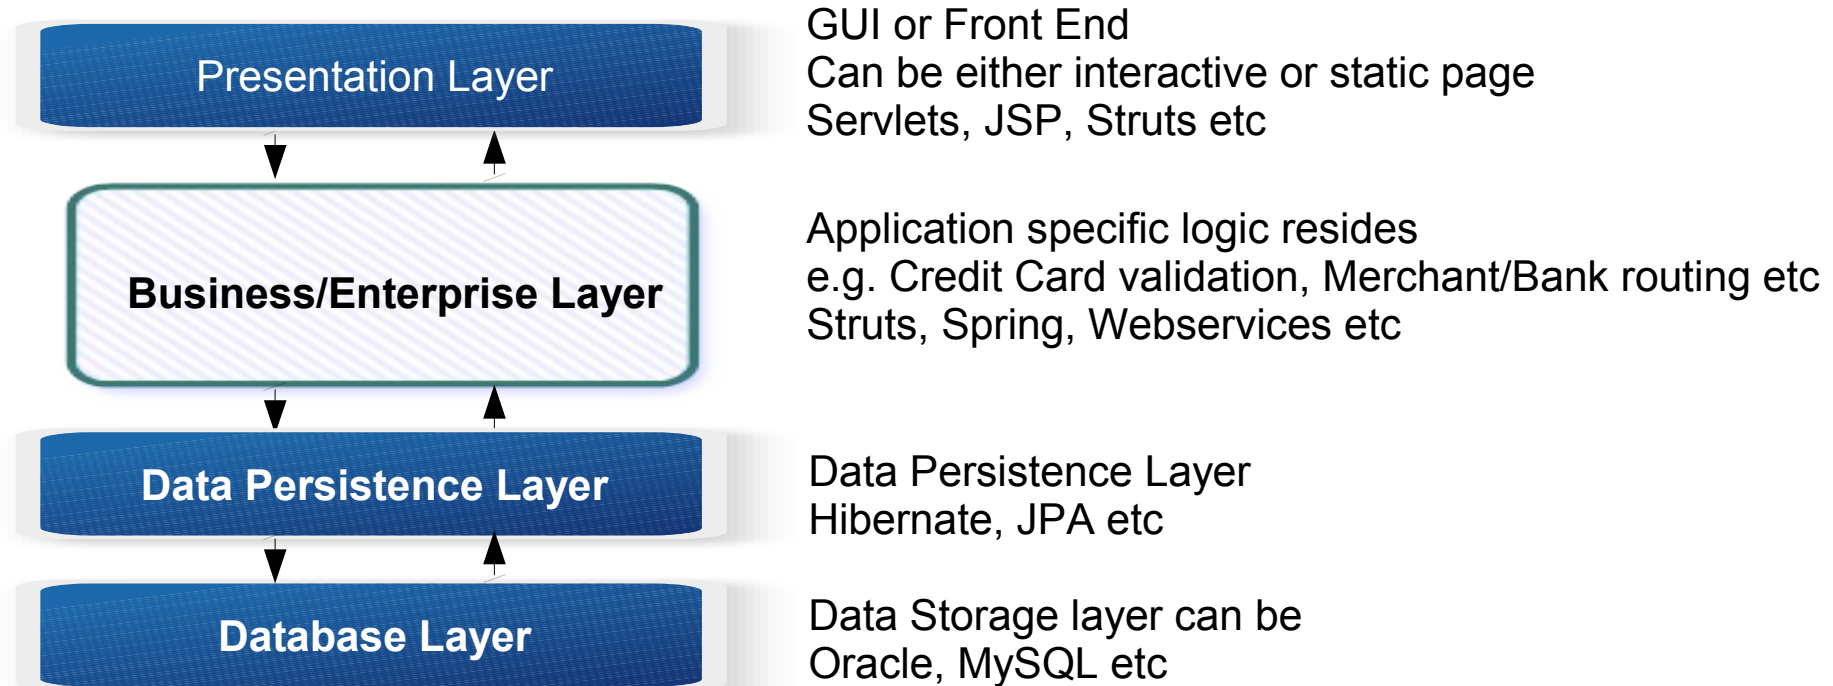 Presentation Layer
GUI or Front End
Can be either interactive or static page
Servlets, JSP, Struts etc
Business/Enterprise Layer
Application specific logic resides
e.g. Credit Card validation, Merchant/Bank routing etc
Struts, Spring, Webservices etc
Data Persistence Layer
Data Persistence Layer
Hibernate, JPA etc
Database Layer
Data Storage layer can be
Oracle, MySQL etc